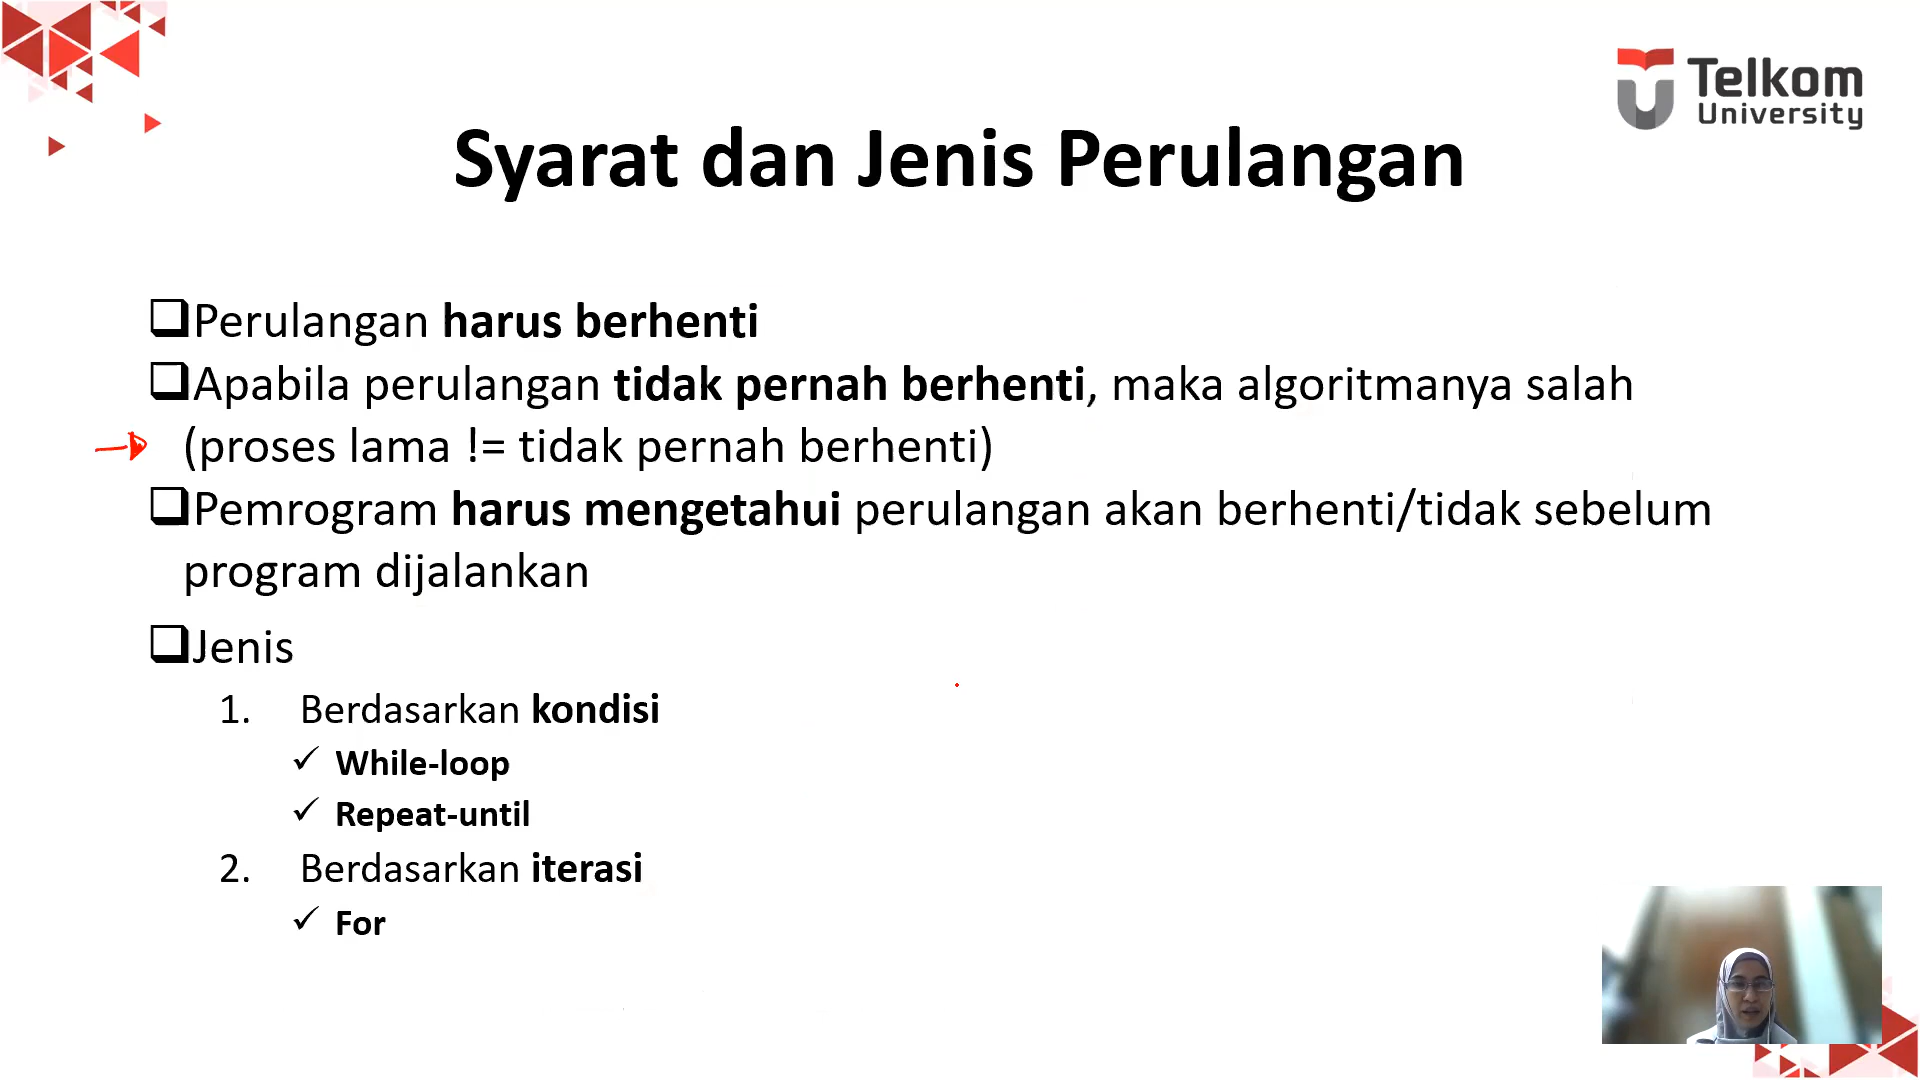 Telkom
University
Syarat dan Jenis Perulangan
Perulangan harus berhenti
Apabila perulangan tidak pernah berhenti, maka algoritmanya salah
(proses lama != tidak pernah berhenti)
Pemrogram harus mengetahui perulangan akan berhenti/tidak sebelum
program dijalankan
Jenis
1. Berdasarkan kondisi
✓ While-loop
✓ Repeat-until
2. Berdasarkan iterasi
✓ For